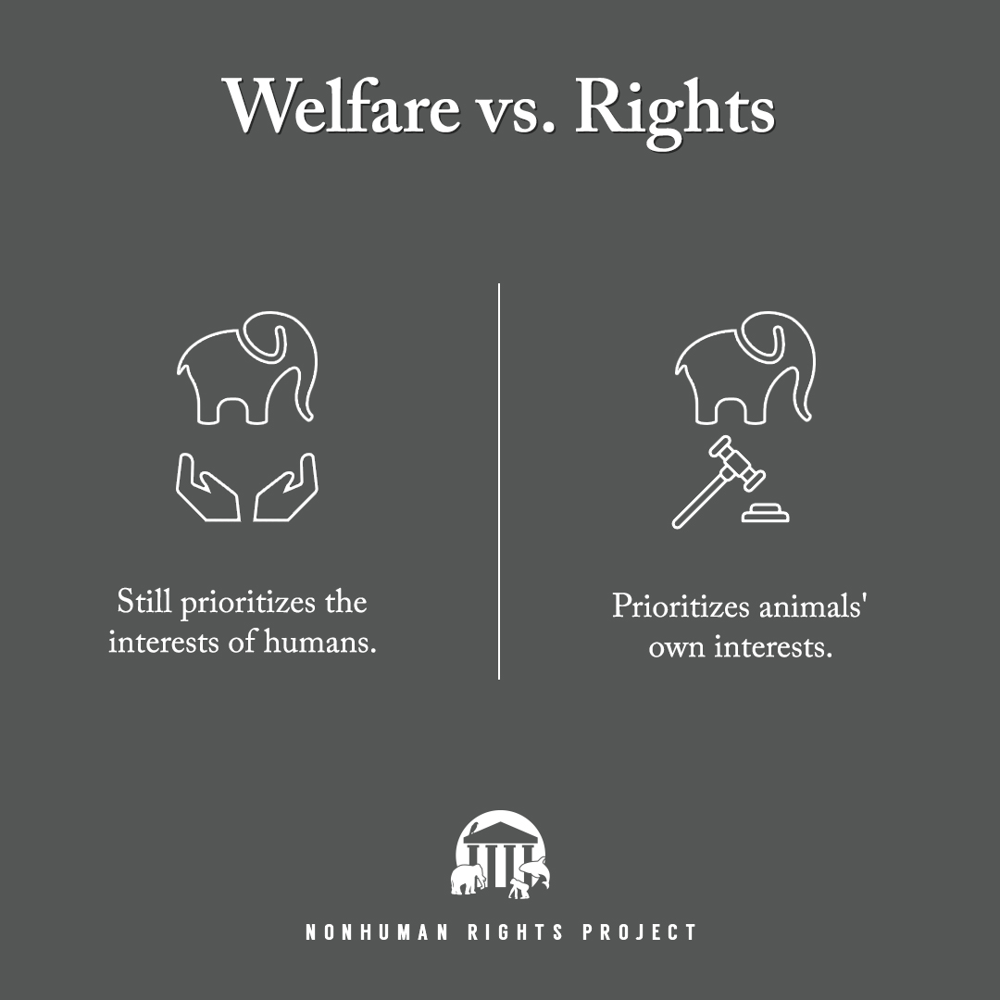 Welfare vs. Rights
Still prioritizes the
interests of humans.
Prioritizes animals'
own interests.
NONHUMAN RIGHTS PROJECT